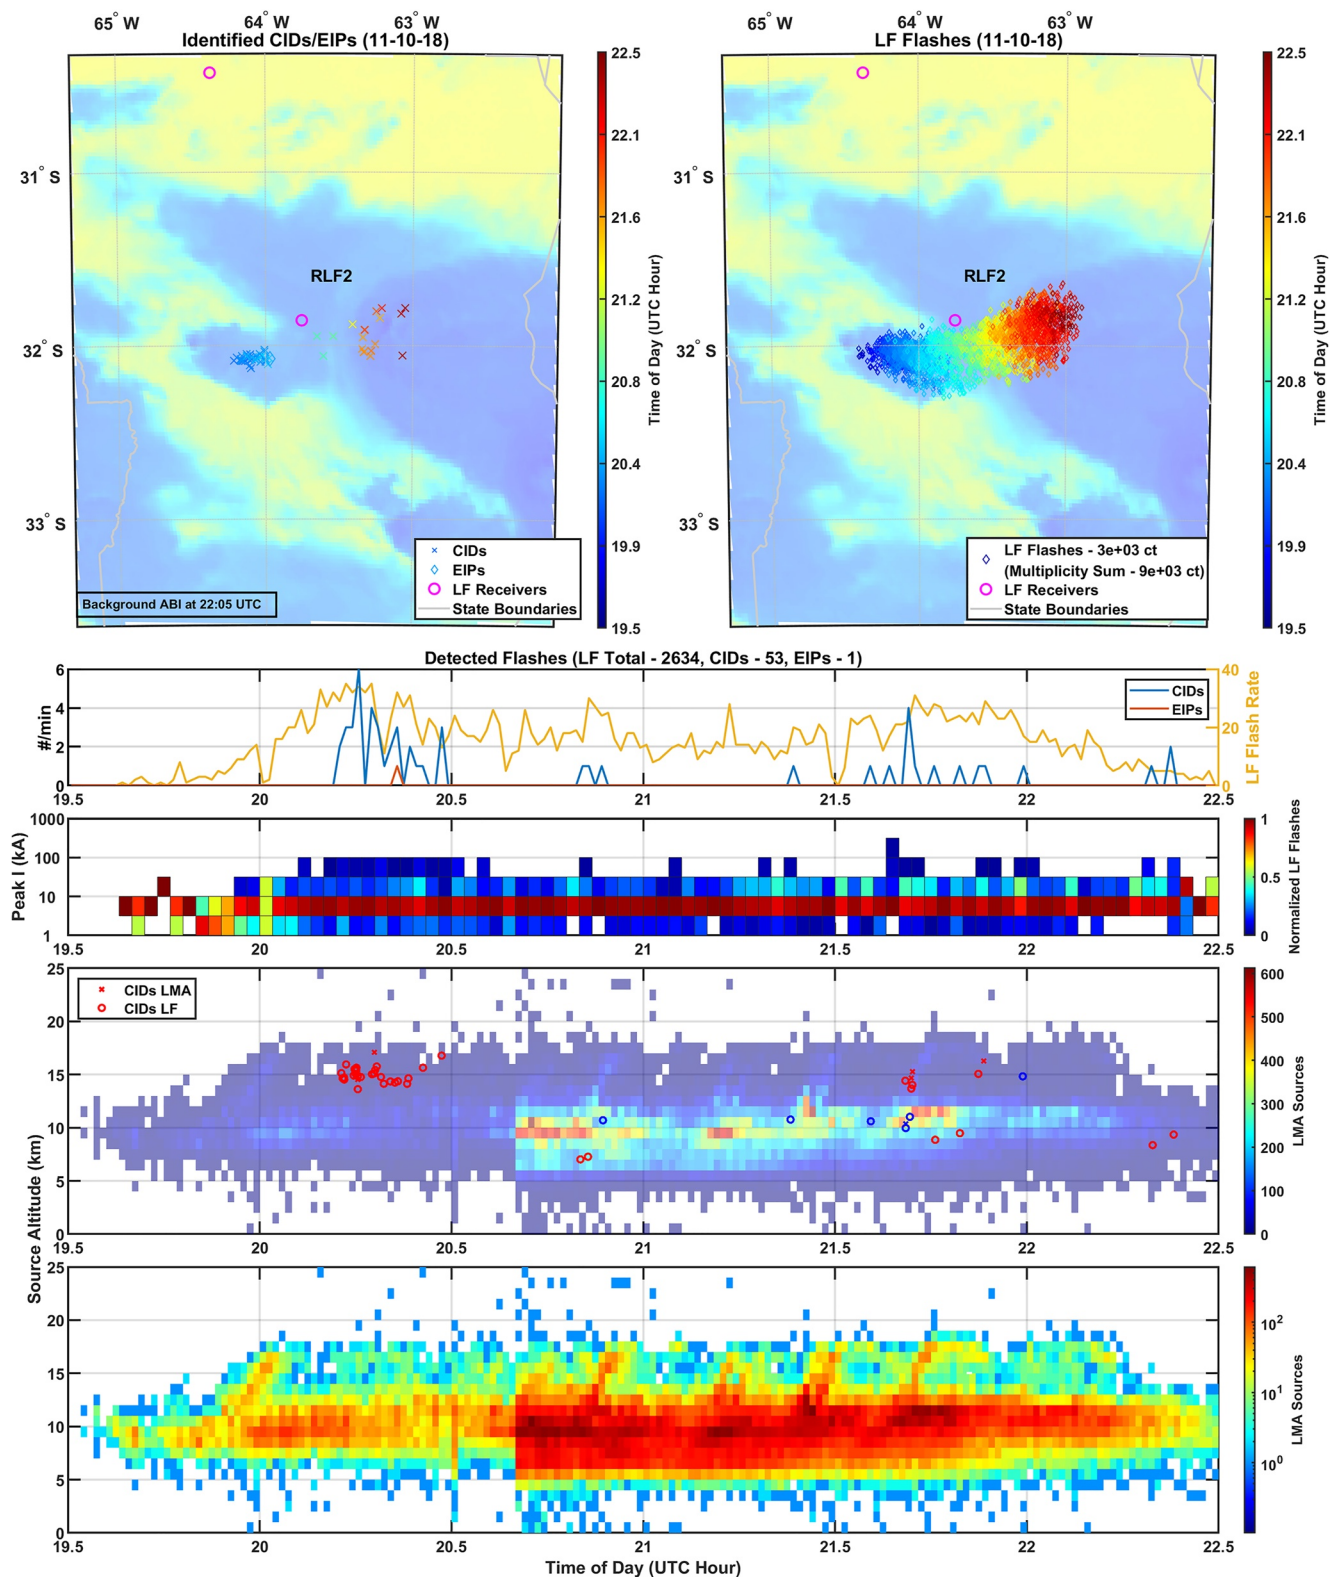 65° W 64° W 63° W
Identified CIDs/EIPs (11-10-18)
31° S
32° S
33° S
RLF2
CIDs
EIPs
LF Receivers
State Boundaries
Background ABI at 22:05 UTC
22.5
22.1
21.6
21.2
20.8
20.4
19.9
19.5
Time of Day (UTC Hour)
65° W 64° W 63° W
LF Flashes (11-10-18)
31° S
32° S
33° S
RLF2
LF Flashes - 3e+03 ct
(Multiplicity Sum - 9e+03 ct)
LF Receivers
State Boundaries
22.5
22.1
21.6
21.2
20.8
20.4
19.9
19.5
Time of Day (UTC Hour)
Detected Flashes (LF Total - 2634, CIDs - 53, EIPs - 1)
6
4
2
0
#/min
CIDs
EIPs
40
20
0
LF Flash Rate
19.5 20 20.5 21 21.5 22 22.5
1000
100
10
1
Peak I (kA)
19.5 20 20.5 21 21.5 22 22.5
1
0.5
0
Normalized LF Flashes
25
20
15
10
5
0
CIDs LMA
CIDs LF
19.5 20 20.5 21 21.5 22 22.5
600
500
400
300
200
100
0
LMA Sources
Source Altitude (km)
25
20
15
10
5
0
19.5 20 20.5 21 21.5 22 22.5
Time of Day (UTC Hour)
10²
10¹
10⁰
LMA Sources